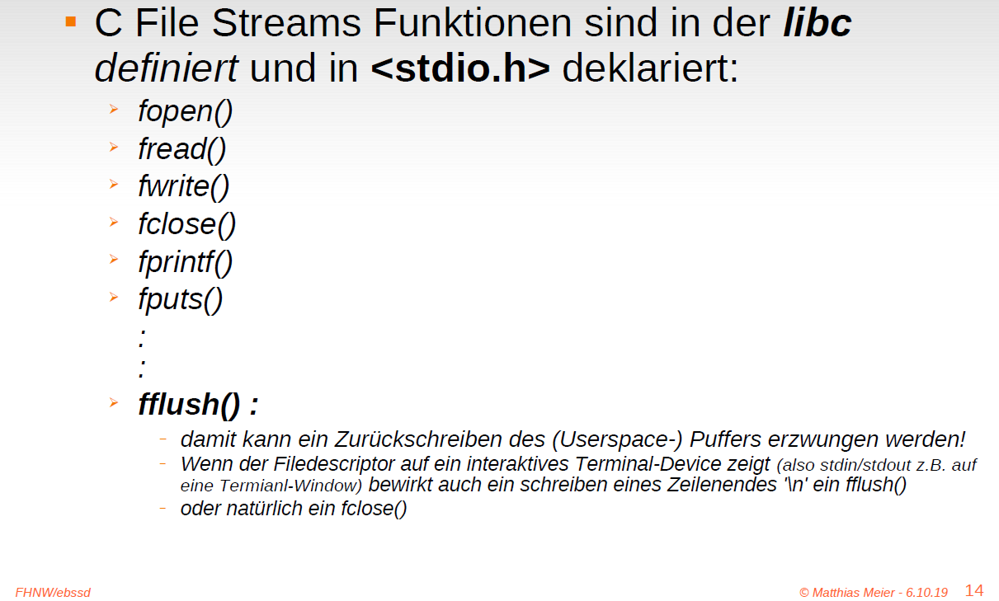 C File Streams Funktionen sind in der libc
definiert und in <stdio.h> deklariert:
fopen()
fread()
fwrite()
fclose()
fprintf()
fputs()
:
:
fflush() :
damit kann ein Zurückschreiben des (Userspace-) Puffers erzwungen werden!
Wenn der Filedescriptor auf ein interaktives Terminal-Device zeigt (also stdin/stdout z.B. auf
eine Termianl-Window) bewirkt auch ein schreiben eines Zeilenendes '\n' ein fflush()
oder natürlich ein fclose()
FHNW/ebssd
© Matthias Meier - 6.10.19 14